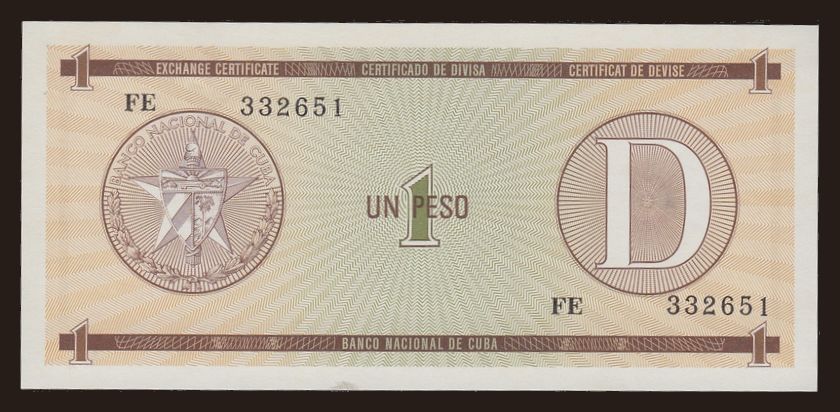 1 EXCHANGE CERTIFICATE CERTIFICADO DE DIVISA CERTIFICAT DE DEVISE 1
FE 332651
BANCO NACIONAL DE CUBA
UN PESO
1
D
FE 332651
1 BANCO NACIONAL DE CUBA 1